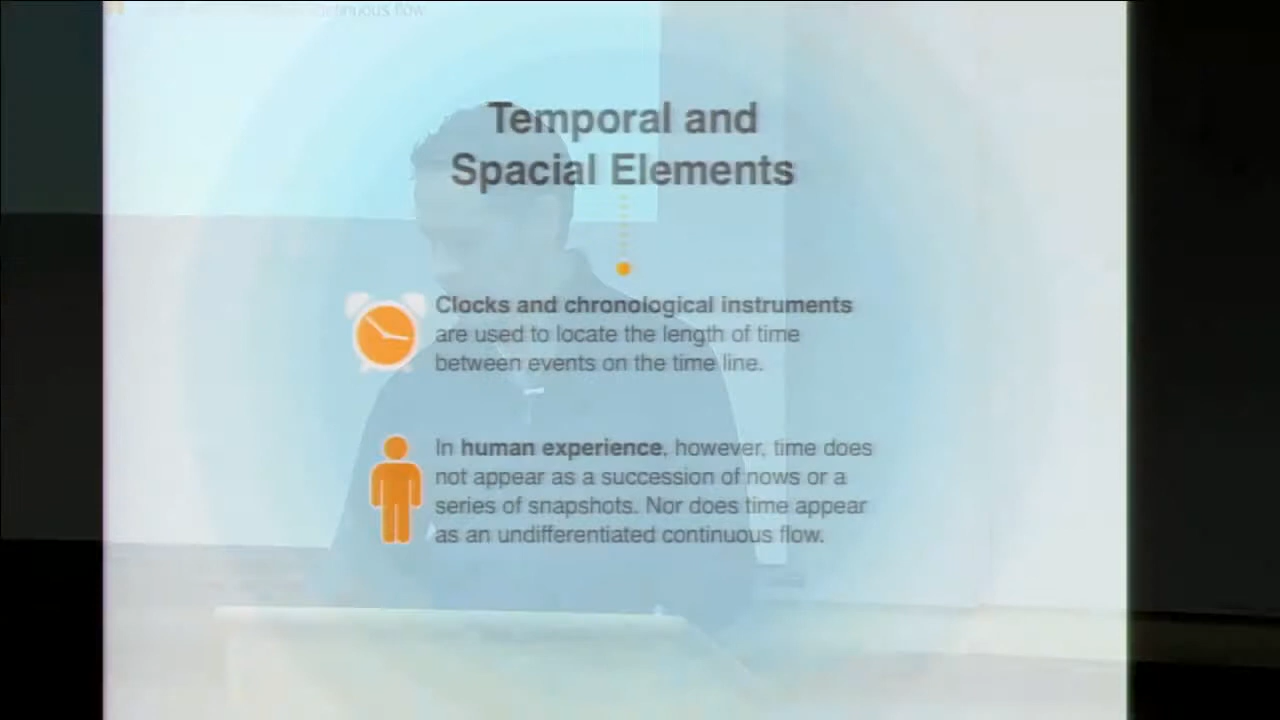 continuous flow
Temporal and
Spacial Elements
Clocks and chronological instruments
are used to locate the length of time
between events on the time line.
In human experience, however, time does
not appear as a succession of nows or a
series of snapshots. Nor does time appear
as an undifferentiated continuous flow.